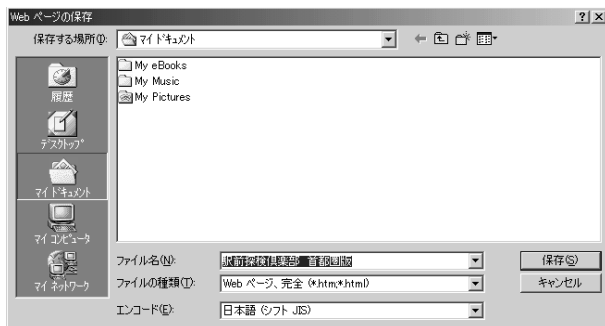 Web ページの保存
保存する場所(I):
マイ ドキュメント
My eBooks
My Music
My Pictures
履歴
デスクトップ
マイ ドキュメント
マイ コンピュータ
マイ ネットワーク
ファイル名(N):
駅前探検倶楽部 首都圏版
保存(S)
ファイルの種類(T):
Web ページ、完全 (*.htm;*.html)
キャンセル
エンコード(E):
日本語 (シフト JIS)